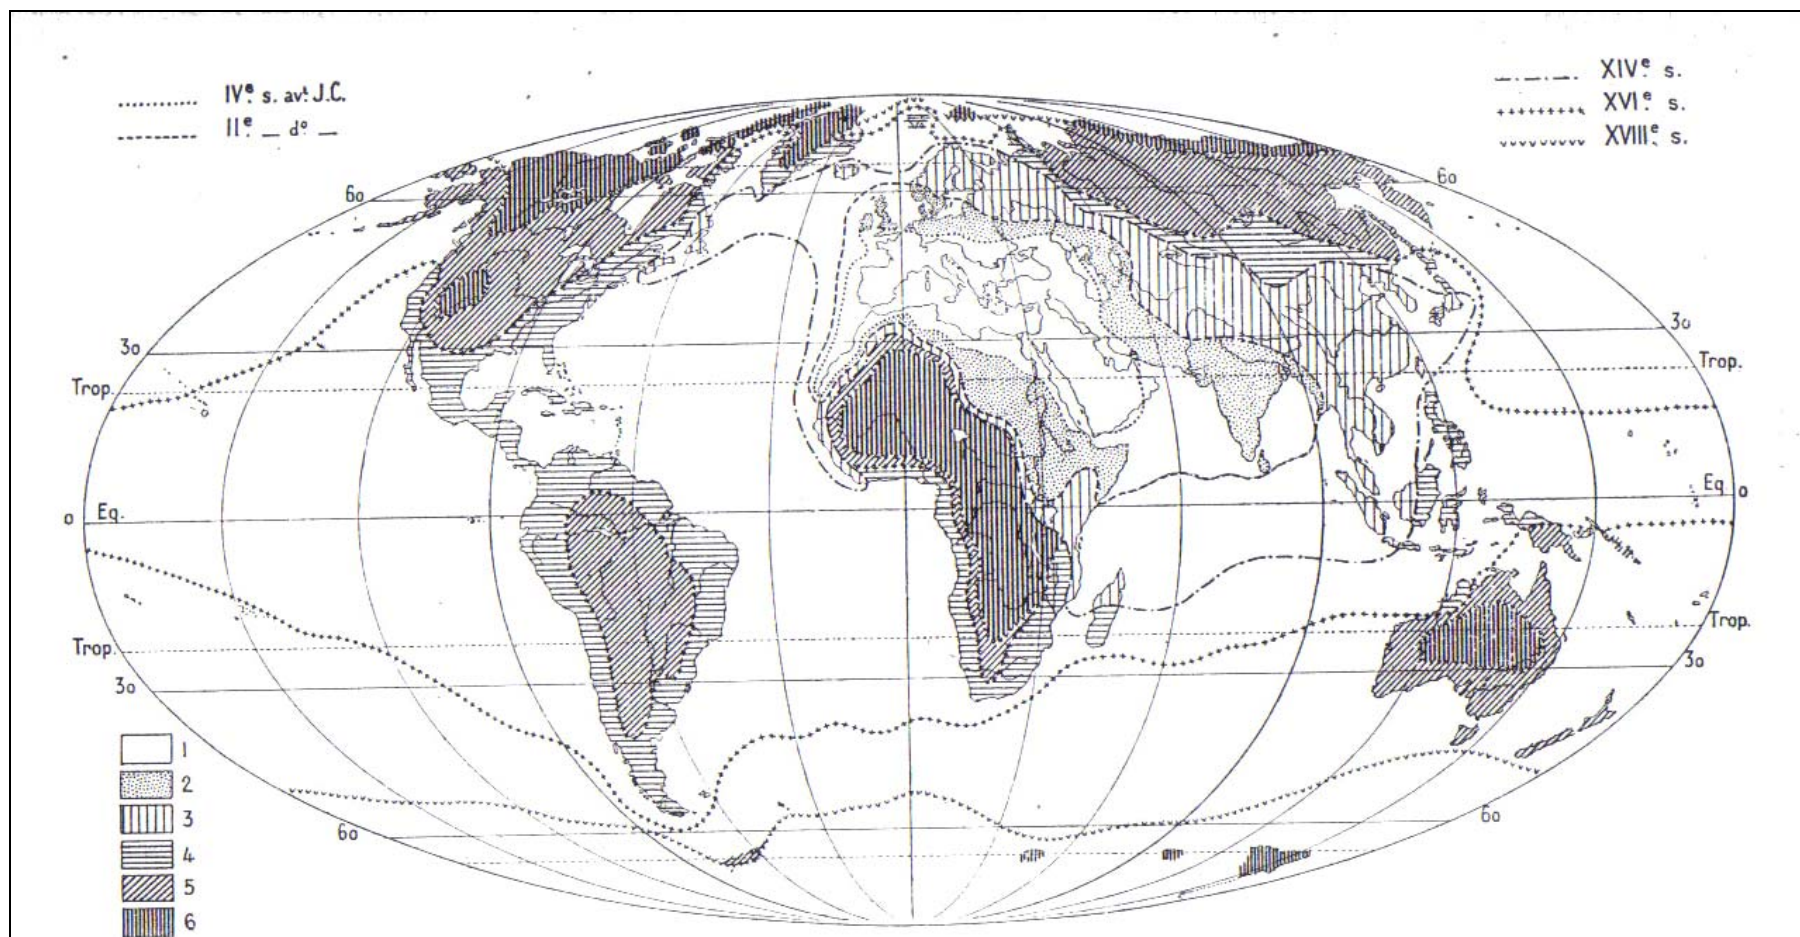 IVᵉ s. avᵗ J.C.
IIᵉ — dᵒ —
XIVᵉ s.
XVIᵉ s.
XVIIIᵉ s.
60
60
30
30
Trop.
Trop.
0 Eq.
Eq 0
Trop.
Trop.
30
30
60
60
1
2
3
4
5
6